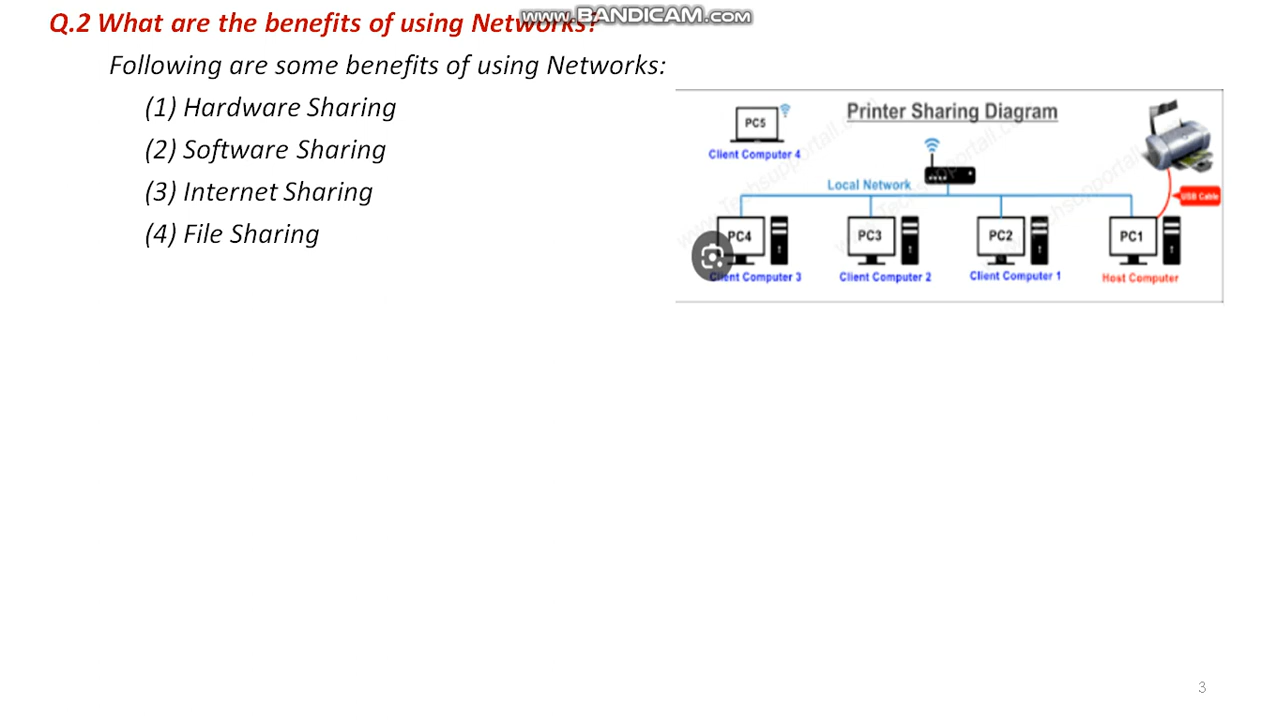 www.BANDICAM.com
Q.2 What are the benefits of using Networks?
Following are some benefits of using Networks:
(1) Hardware Sharing
(2) Software Sharing
(3) Internet Sharing
(4) File Sharing
Printer Sharing Diagram
PC5
Client Computer 4
Local Network
USB Cable
PC4
PC3
PC2
PC1
Client Computer 3
Client Computer 2
Client Computer 1
Host Computer
3